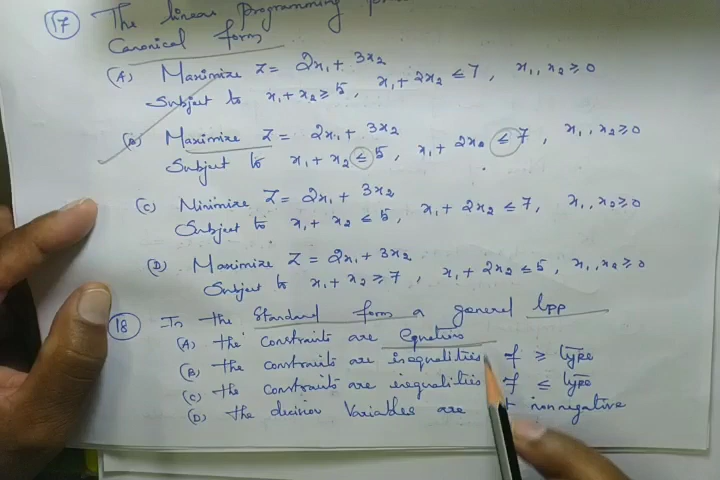 (17) The linear programming
Canonical form
(A) Maximize Z = 2x₁ + 3x₂
Subject to x₁ + x₂ ≥ 5, x₁ + 2x₂ ≤ 7, x₁, x₂ ≥ 0
(B) Maximize Z = 2x₁ + 3x₂
Subject to x₁ + x₂ ≤ 5, x₁ + 2x₂ ≤ 7, x₁, x₂ ≥ 0
(C) Minimize Z = 2x₁ + 3x₂
Subject to x₁ + x₂ ≤ 5, x₁ + 2x₂ ≤ 7, x₁, x₂ ≥ 0
(D) Maximize Z = 2x₁ + 3x₂
Subject to x₁ + x₂ ≥ 7, x₁ + 2x₂ ≤ 5, x₁, x₂ ≥ 0
(18) In the Standard form a general lpp
(A) the constraits are equations
(B) the constraits are inequalities of ≥ type
(C) the constraits are inequalities of ≤ type
(D) the decision Variables are nonnegative